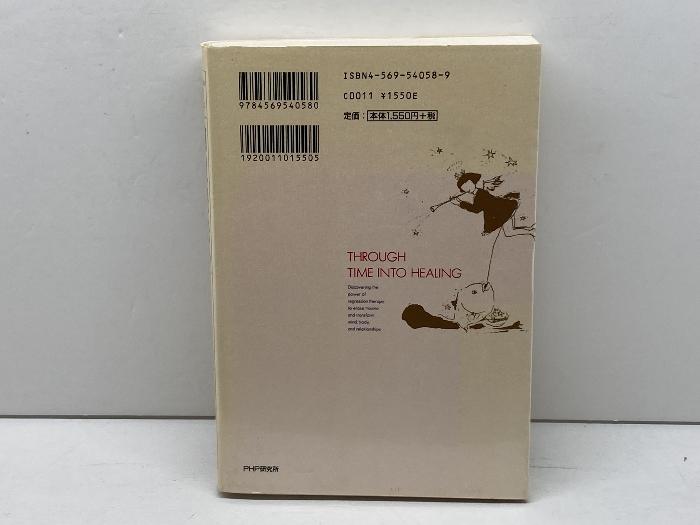 ISBN4-569-54058-9
C0011 ¥1550E
定価：本体1,550円+税
9784569540580
1920011015505
THROUGH
TIME INTO HEALING
Discovering the
power of
regression therapy
to erase trauma
and transform
mind, body,
and relationships
PHP研究所